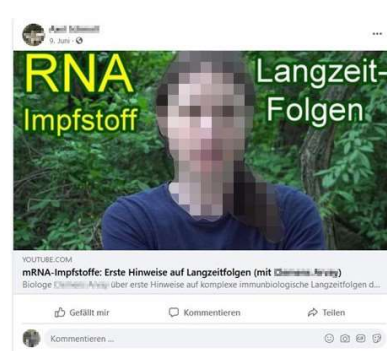 9. Juni
RNA
Impfstoff
Langzeit-
Folgen
YOUTUBE.COM
mRNA-Impfstoffe: Erste Hinweise auf Langzeitfolgen (mit )
Biologe über erste Hinweise auf komplexe immunbiologische Langzeitfolgen d...
Gefällt mir
Kommentieren
Teilen
Kommentieren ...